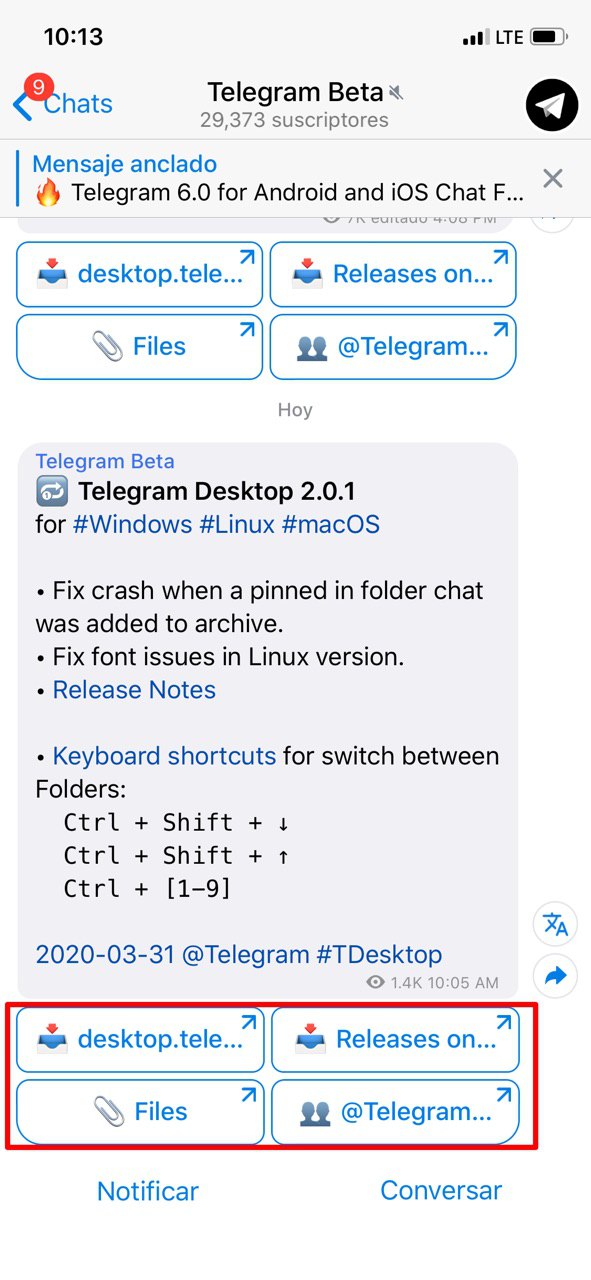 10:13
LTE
9
Chats
Telegram Beta
29,373 suscriptores
Mensaje anclado
🔥 Telegram 6.0 for Android and iOS Chat F...
7K editado 4:08 PM
desktop.tele...
Releases on...
Files
@Telegram...
Hoy
Telegram Beta
Telegram Desktop 2.0.1
for #Windows #Linux #macOS
• Fix crash when a pinned in folder chat
was added to archive.
• Fix font issues in Linux version.
• Release Notes
• Keyboard shortcuts for switch between
Folders:
Ctrl + Shift + ↓
Ctrl + Shift + ↑
Ctrl + [1–9]
2020-03-31 @Telegram #TDesktop
1.4K 10:05 AM
desktop.tele...
Releases on...
Files
@Telegram...
Notificar
Conversar